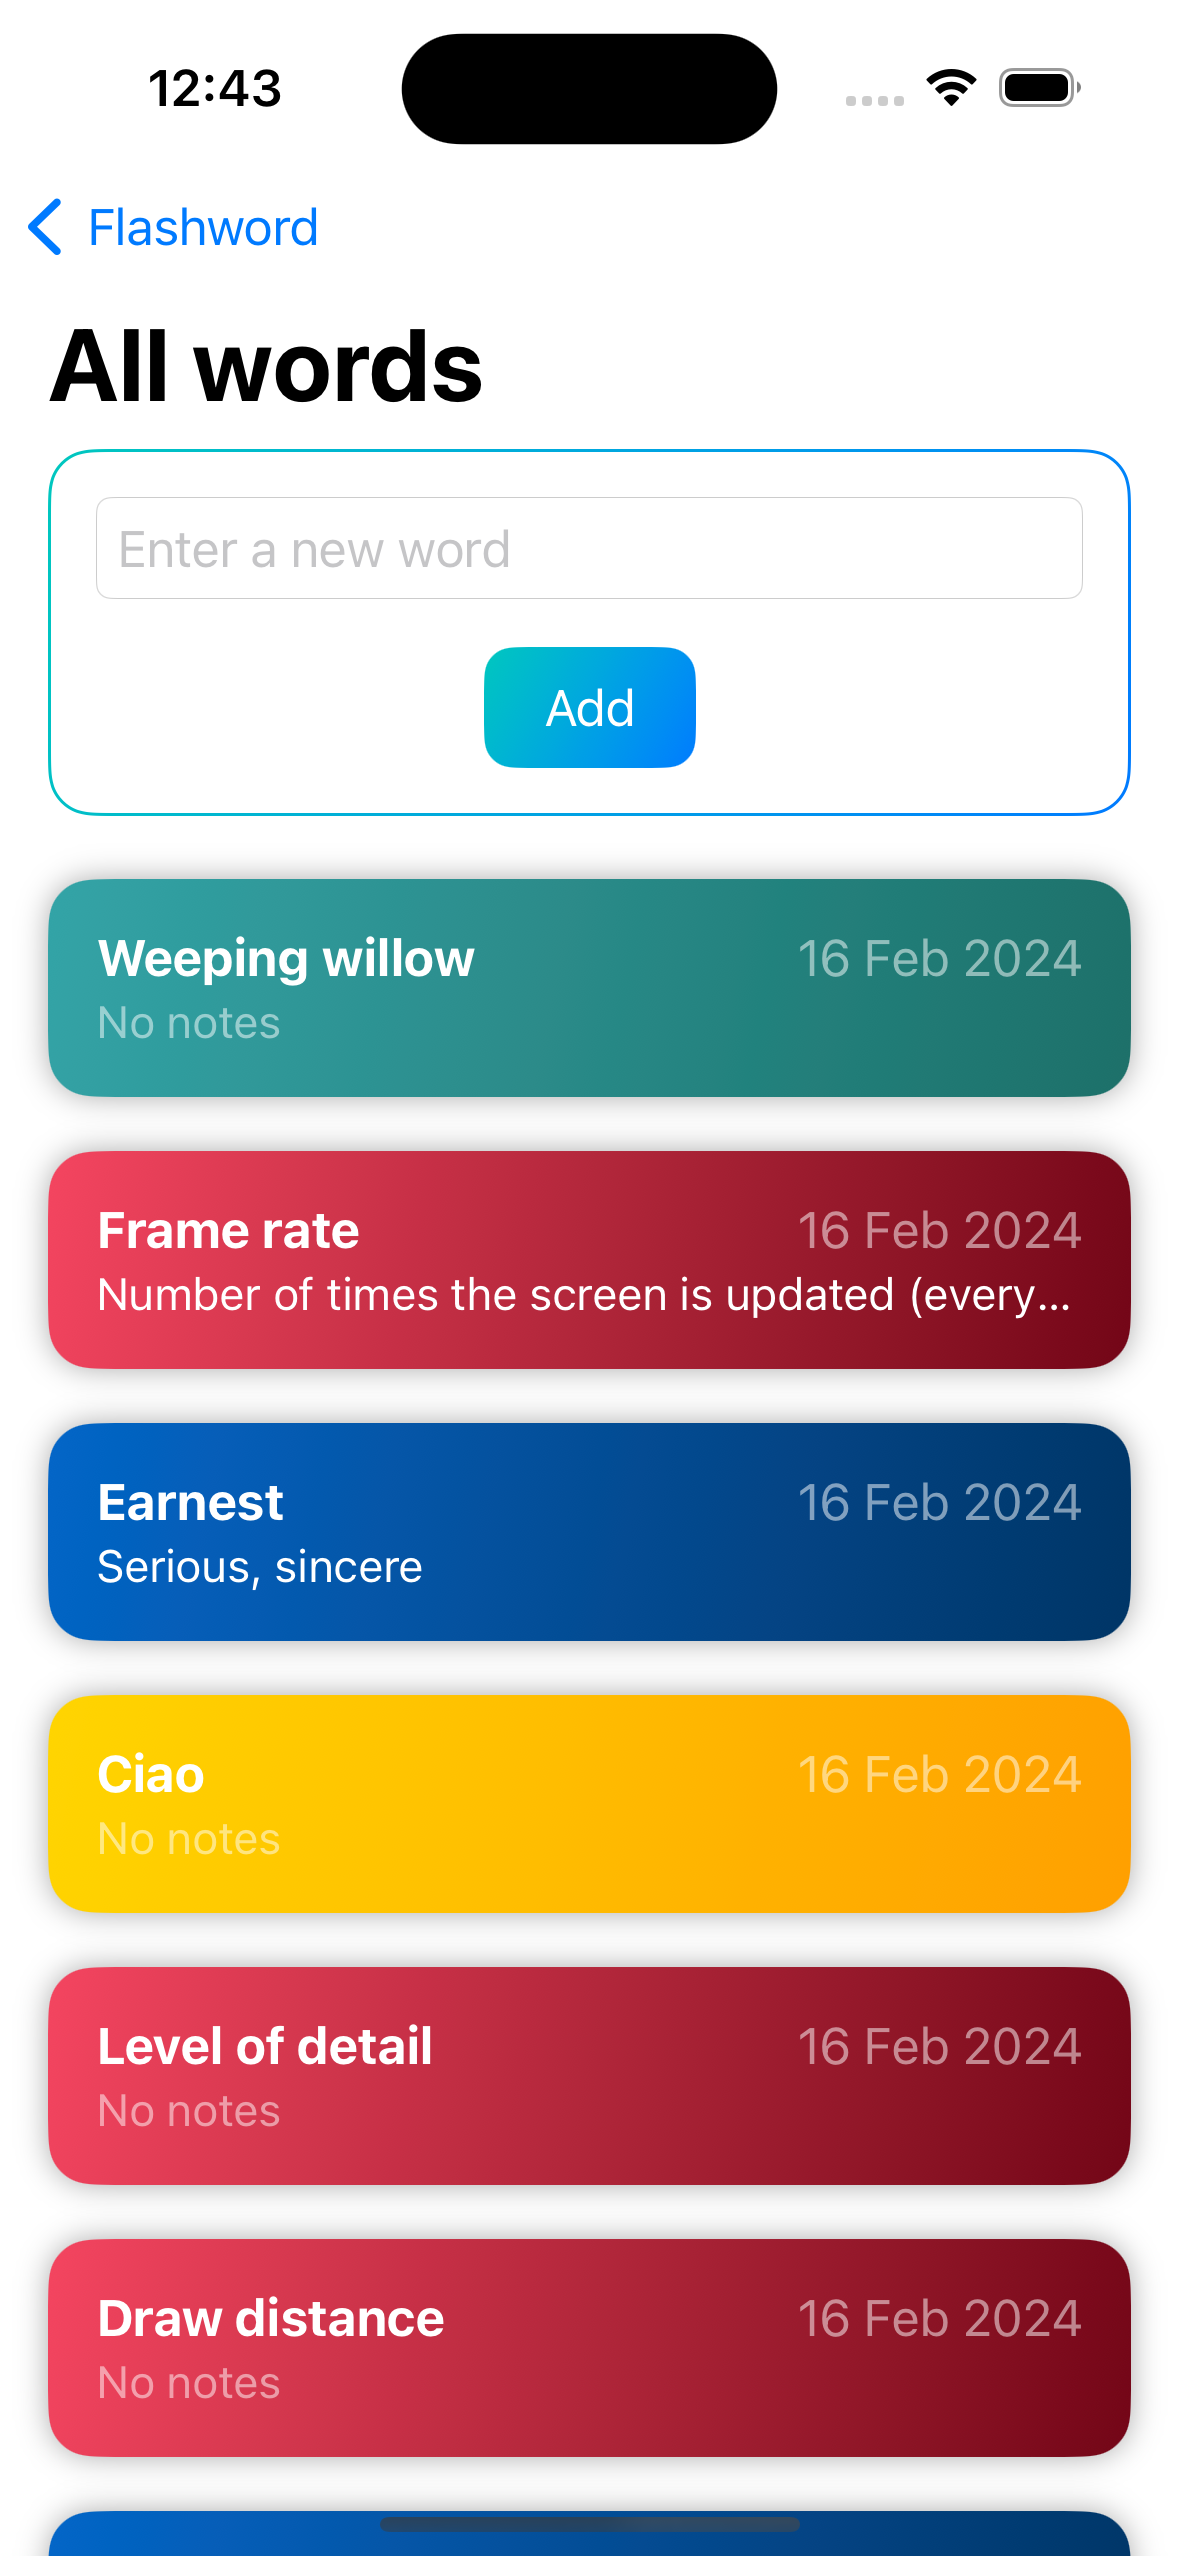 12:43
Flashword
All words
Enter a new word
Add
Weeping willow 16 Feb 2024
No notes
Frame rate 16 Feb 2024
Number of times the screen is updated (every...
Earnest 16 Feb 2024
Serious, sincere
Ciao 16 Feb 2024
No notes
Level of detail 16 Feb 2024
No notes
Draw distance 16 Feb 2024
No notes